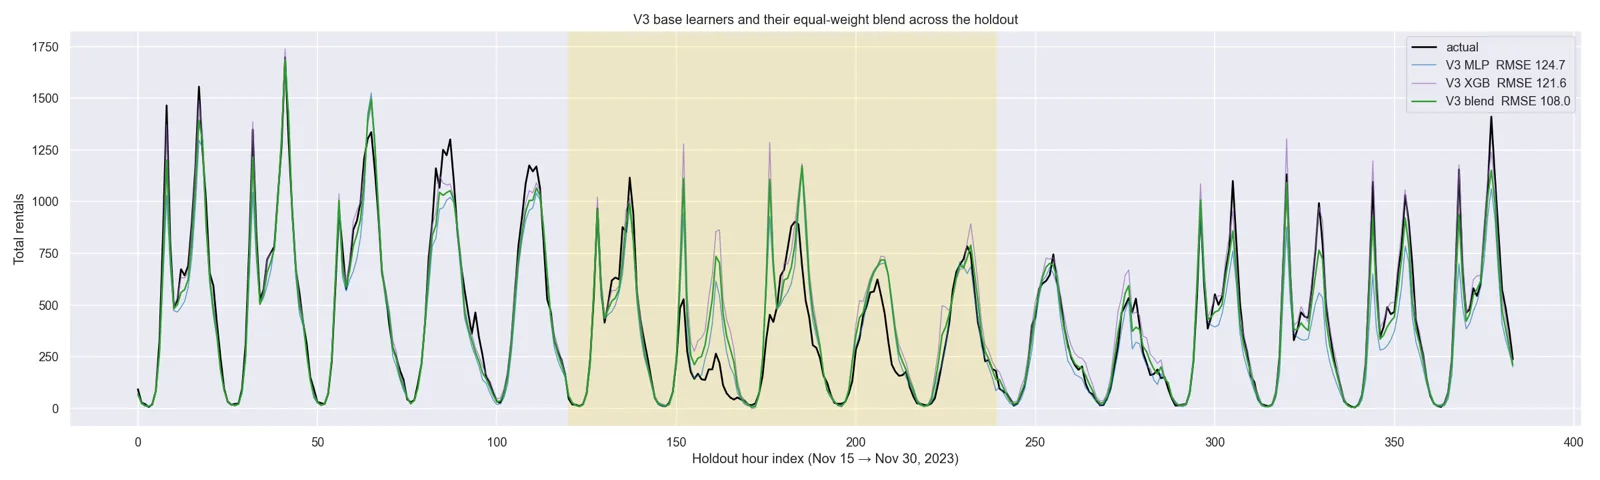 V3 base learners and their equal-weight blend across the holdout
actual
V3 MLP RMSE 124.7
V3 XGB RMSE 121.6
V3 blend RMSE 108.0
Total rentals
1750
1500
1250
1000
750
500
250
0
0 50 100 150 200 250 300 350 400
Holdout hour index (Nov 15 → Nov 30, 2023)